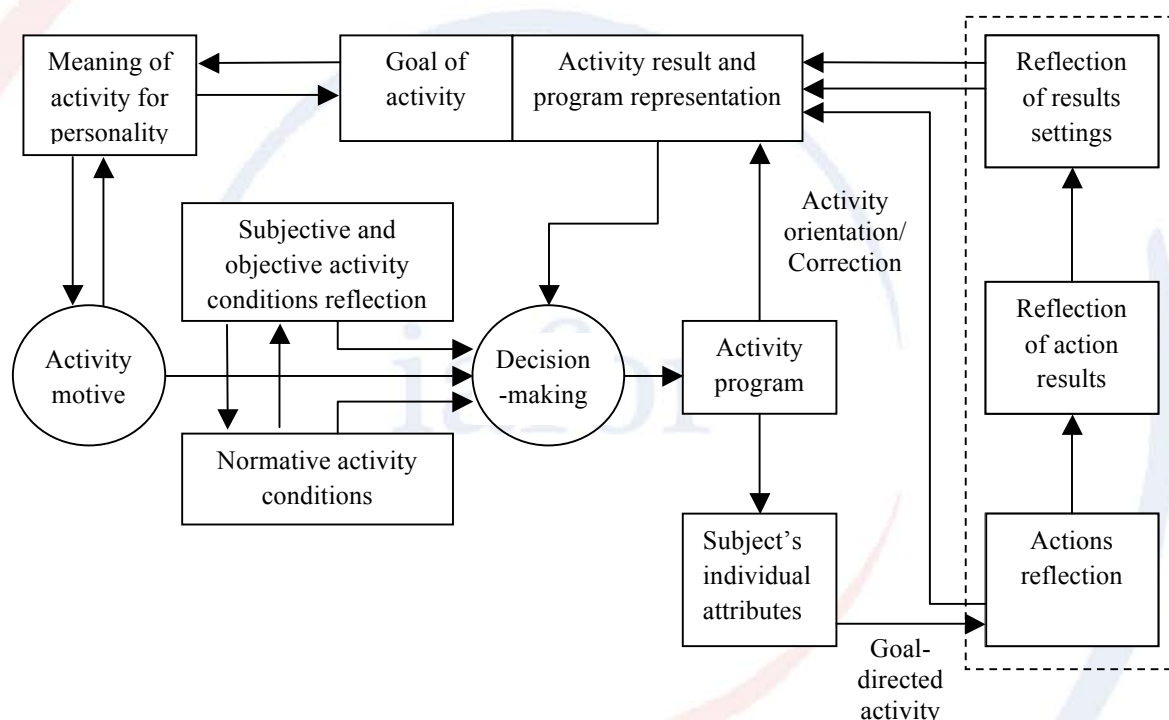 Meaning of
activity for
personality
Goal of
activity
Activity result and
program representation
Reflection
of results
settings
Subjective and
objective activity
conditions reflection
Activity
orientation/
Correction
Activity
motive
Decision
-making
Activity
program
Reflection
of action
results
Normative activity
conditions
Subject’s
individual
attributes
Actions
reflection
Goal-
directed
activity
iafor